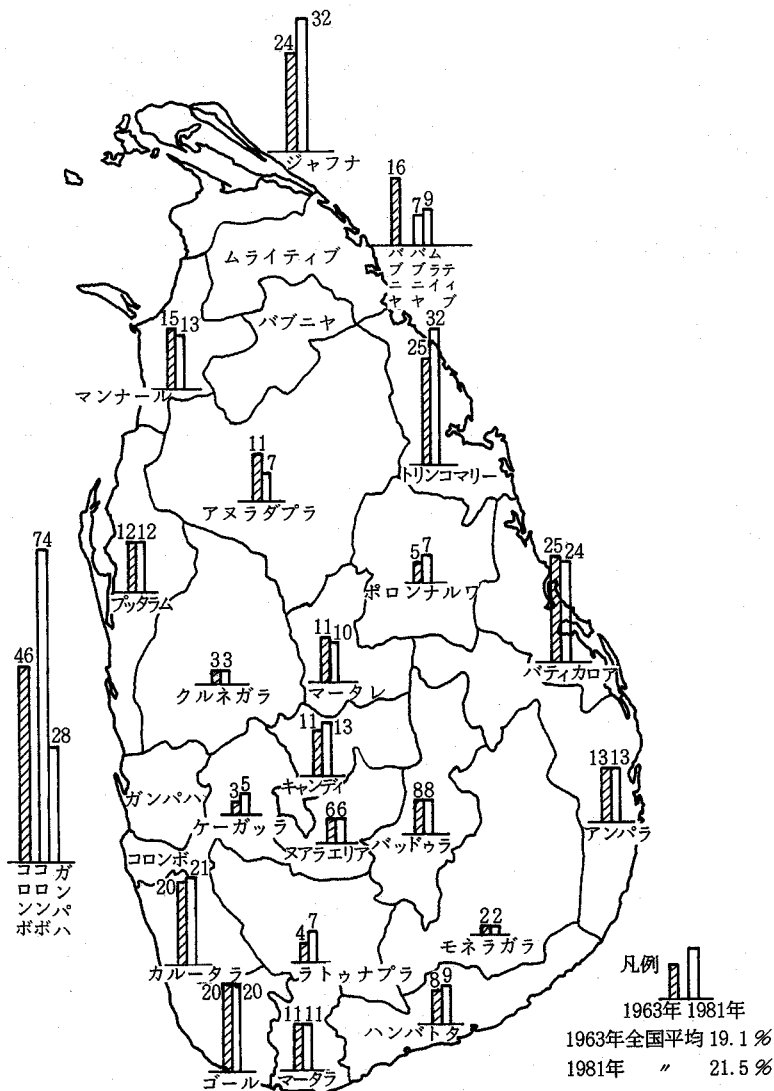 24 32
ジャフナ
16
7 9
バブニヤ
バブニヤ
ムライティブ
ムライティブ
バブニヤ
15 13
マンナール
25 32
トリンコマリー
11 7
アヌラダプラ
12 12
プッタラム
5 7
ポロンナルワ
25 24
バティカロア
46 74 28
コロンボ
コロンボ
ガンパハ
3 3
クルネガラ
11 10
マータレ
11 13
キャンディ
ガンパハ
3 5
ケーガッラ
6 6
ヌアラエリア
8 8
バッドゥラ
13 13
アンパラ
コロンボ
20 21
カルータラ
4 7
ラトゥナプラ
2 2
モネラガラ
20 20
ゴール
11 11
マータラ
8 9
ハンバトタ
凡例
1963年 1981年
1963年全国平均 19.1%
1981年 〃 21.5%